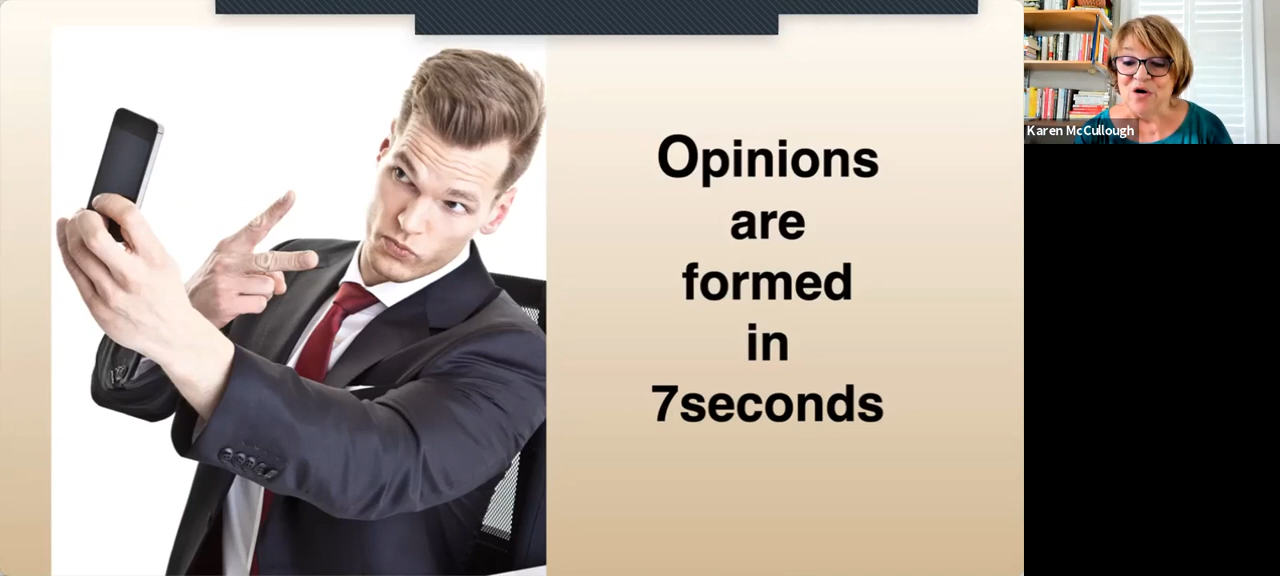 Opinions
are
formed
in
7seconds
Karen McCullough